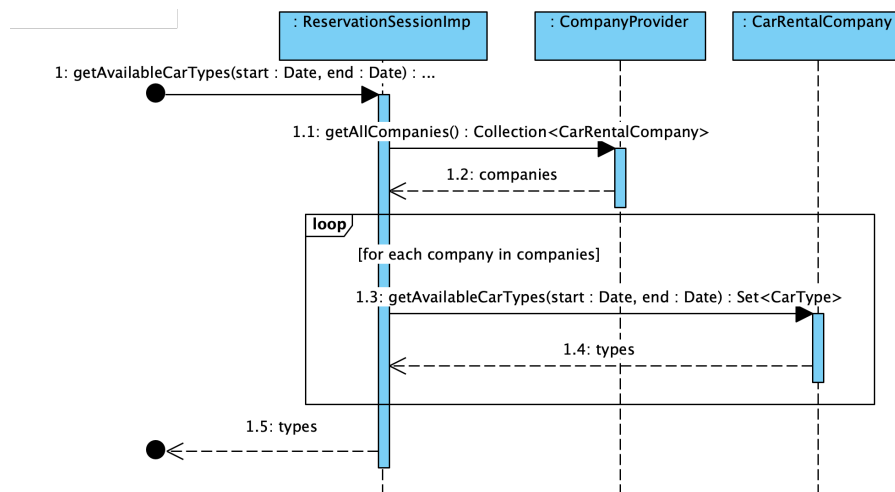 : ReservationSessionImp
: CompanyProvider
: CarRentalCompany
1: getAvailableCarTypes(start : Date, end : Date) : ...
1.1: getAllCompanies() : Collection<CarRentalCompany>
1.2: companies
loop
[for each company in companies]
1.3: getAvailableCarTypes(start : Date, end : Date) : Set<CarType>
1.4: types
1.5: types